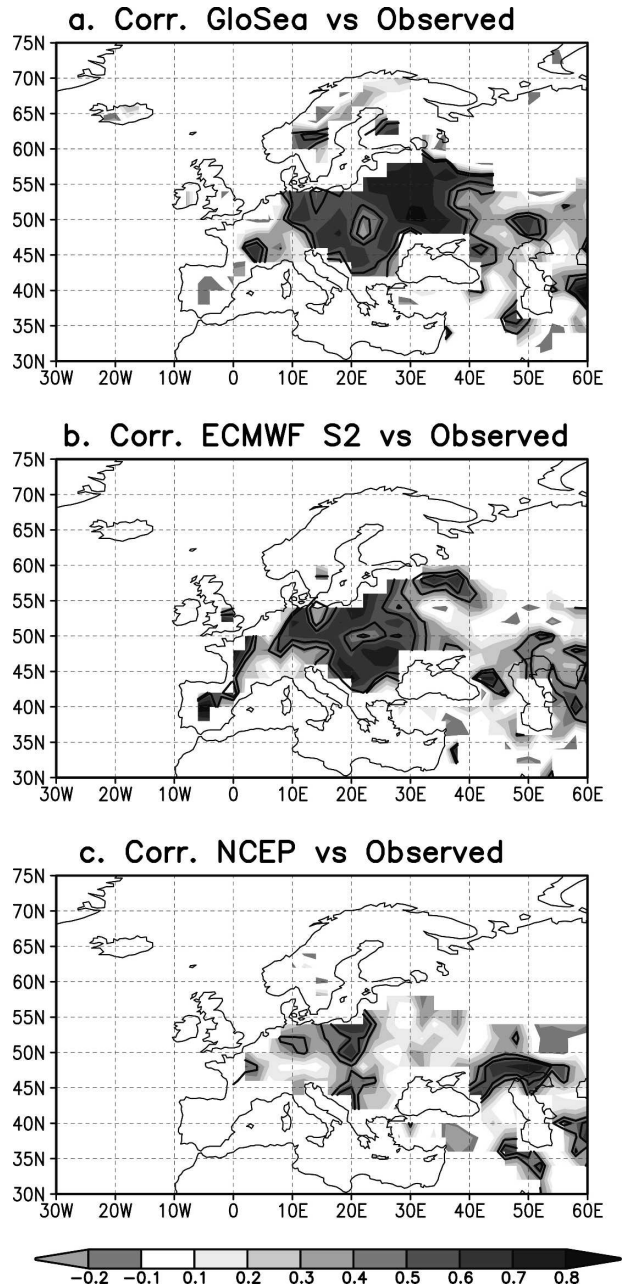 a. Corr. GloSea vs Observed
75N
70N
65N
60N
55N
50N
45N
40N
35N
30N
30W 20W 10W 0 10E 20E 30E 40E 50E 60E
b. Corr. ECMWF S2 vs Observed
75N
70N
65N
60N
55N
50N
45N
40N
35N
30N
30W 20W 10W 0 10E 20E 30E 40E 50E 60E
c. Corr. NCEP vs Observed
75N
70N
65N
60N
55N
50N
45N
40N
35N
30N
30W 20W 10W 0 10E 20E 30E 40E 50E 60E
-0.2 -0.1 0.1 0.2 0.3 0.4 0.5 0.6 0.7 0.8